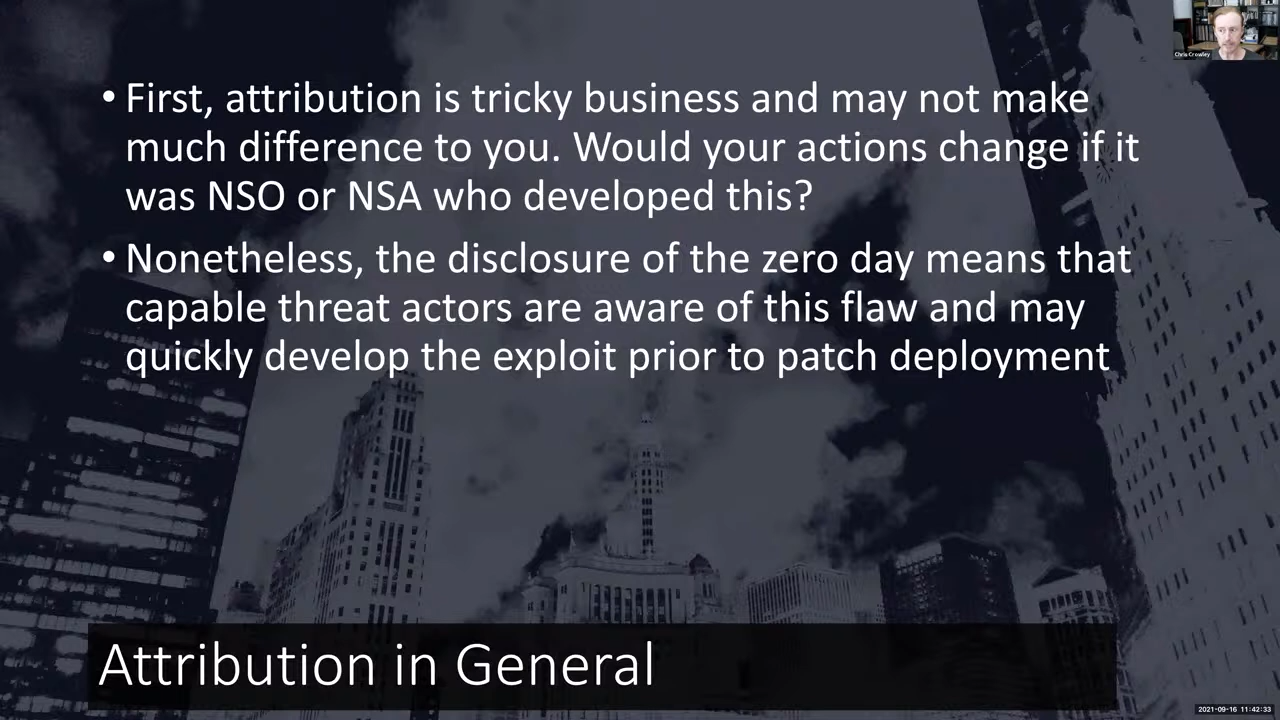 • First, attribution is tricky business and may not make
much difference to you. Would your actions change if it
was NSO or NSA who developed this?
• Nonetheless, the disclosure of the zero day means that
capable threat actors are aware of this flaw and may
quickly develop the exploit prior to patch deployment
Attribution in General
Chris Crowley
2021-09-16 11:42:33